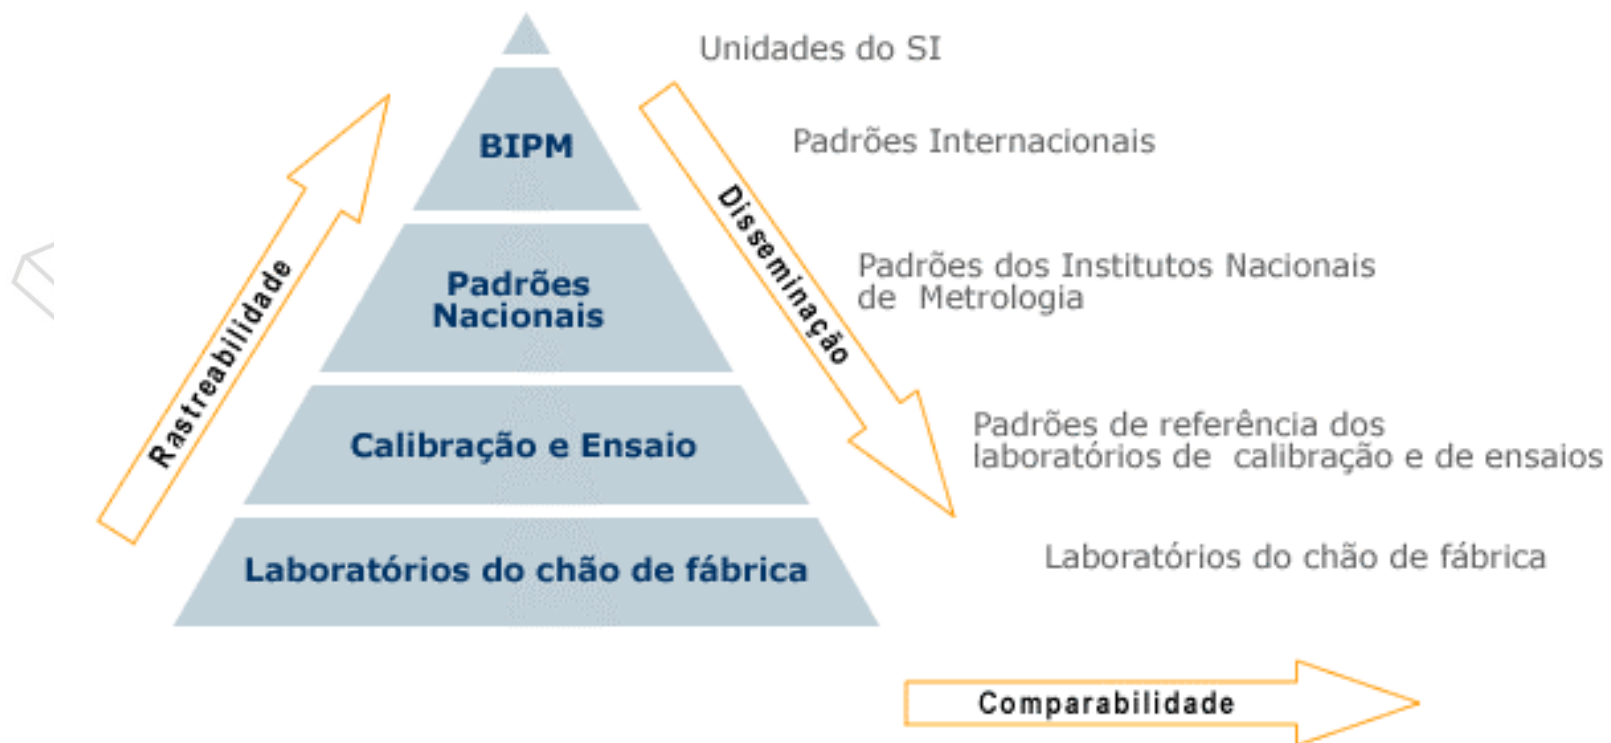 Unidades do SI
BIPM
Padrões Internacionais
Rastreabilidade
Disseminação
Padrões
Nacionais
Padrões dos Institutos Nacionais
de Metrologia
Calibração e Ensaio
Padrões de referência dos
laboratórios de calibração e de ensaios
Laboratórios do chão de fábrica
Laboratórios do chão de fábrica
Comparabilidade